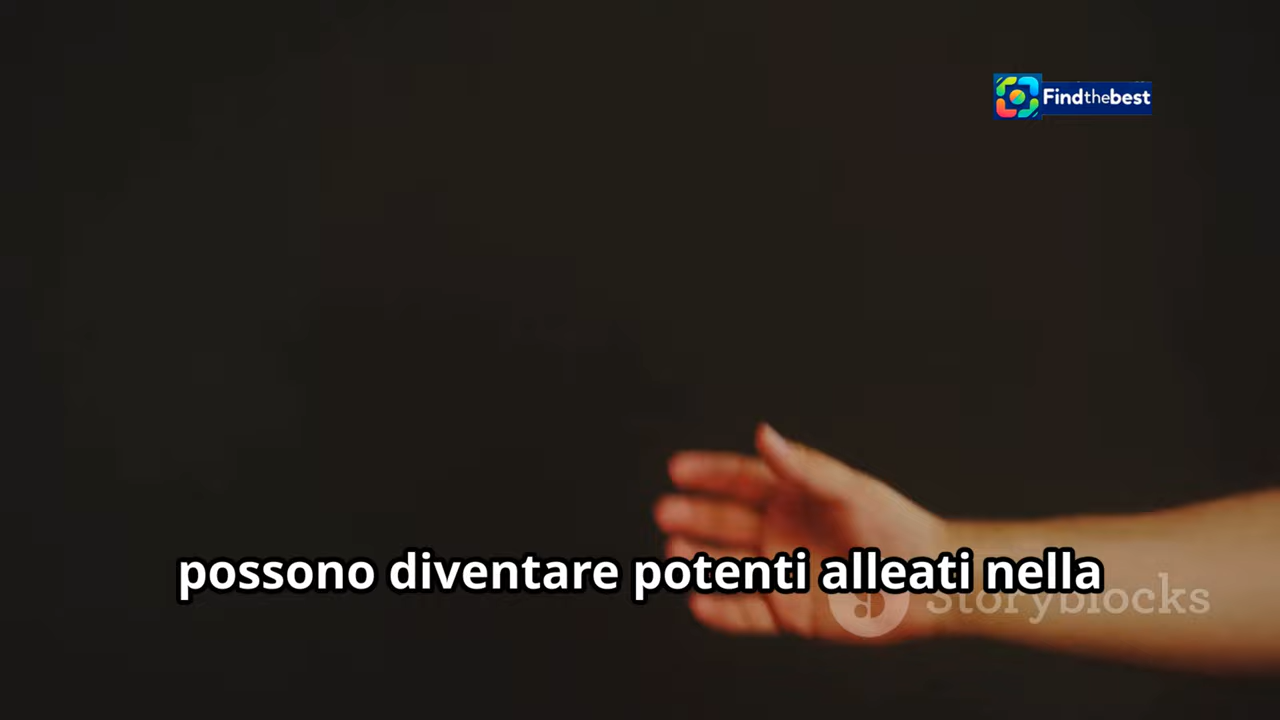 Findthebest
possono diventare potenti alleati nella
Storyblocks